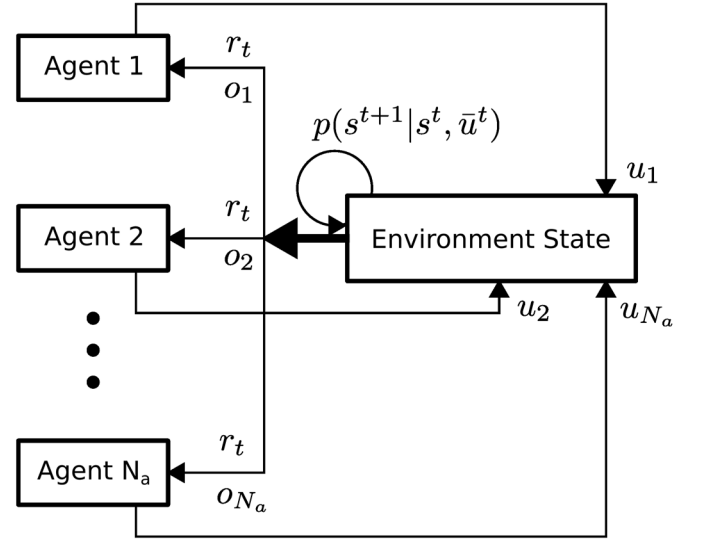 r_t
Agent 1
o_1
p(s^{t+1}|s^t, \bar{u}^t)
u_1
r_t
Agent 2
Environment State
o_2
u_2
u_{N_a}
r_t
Agent N_a
o_{N_a}